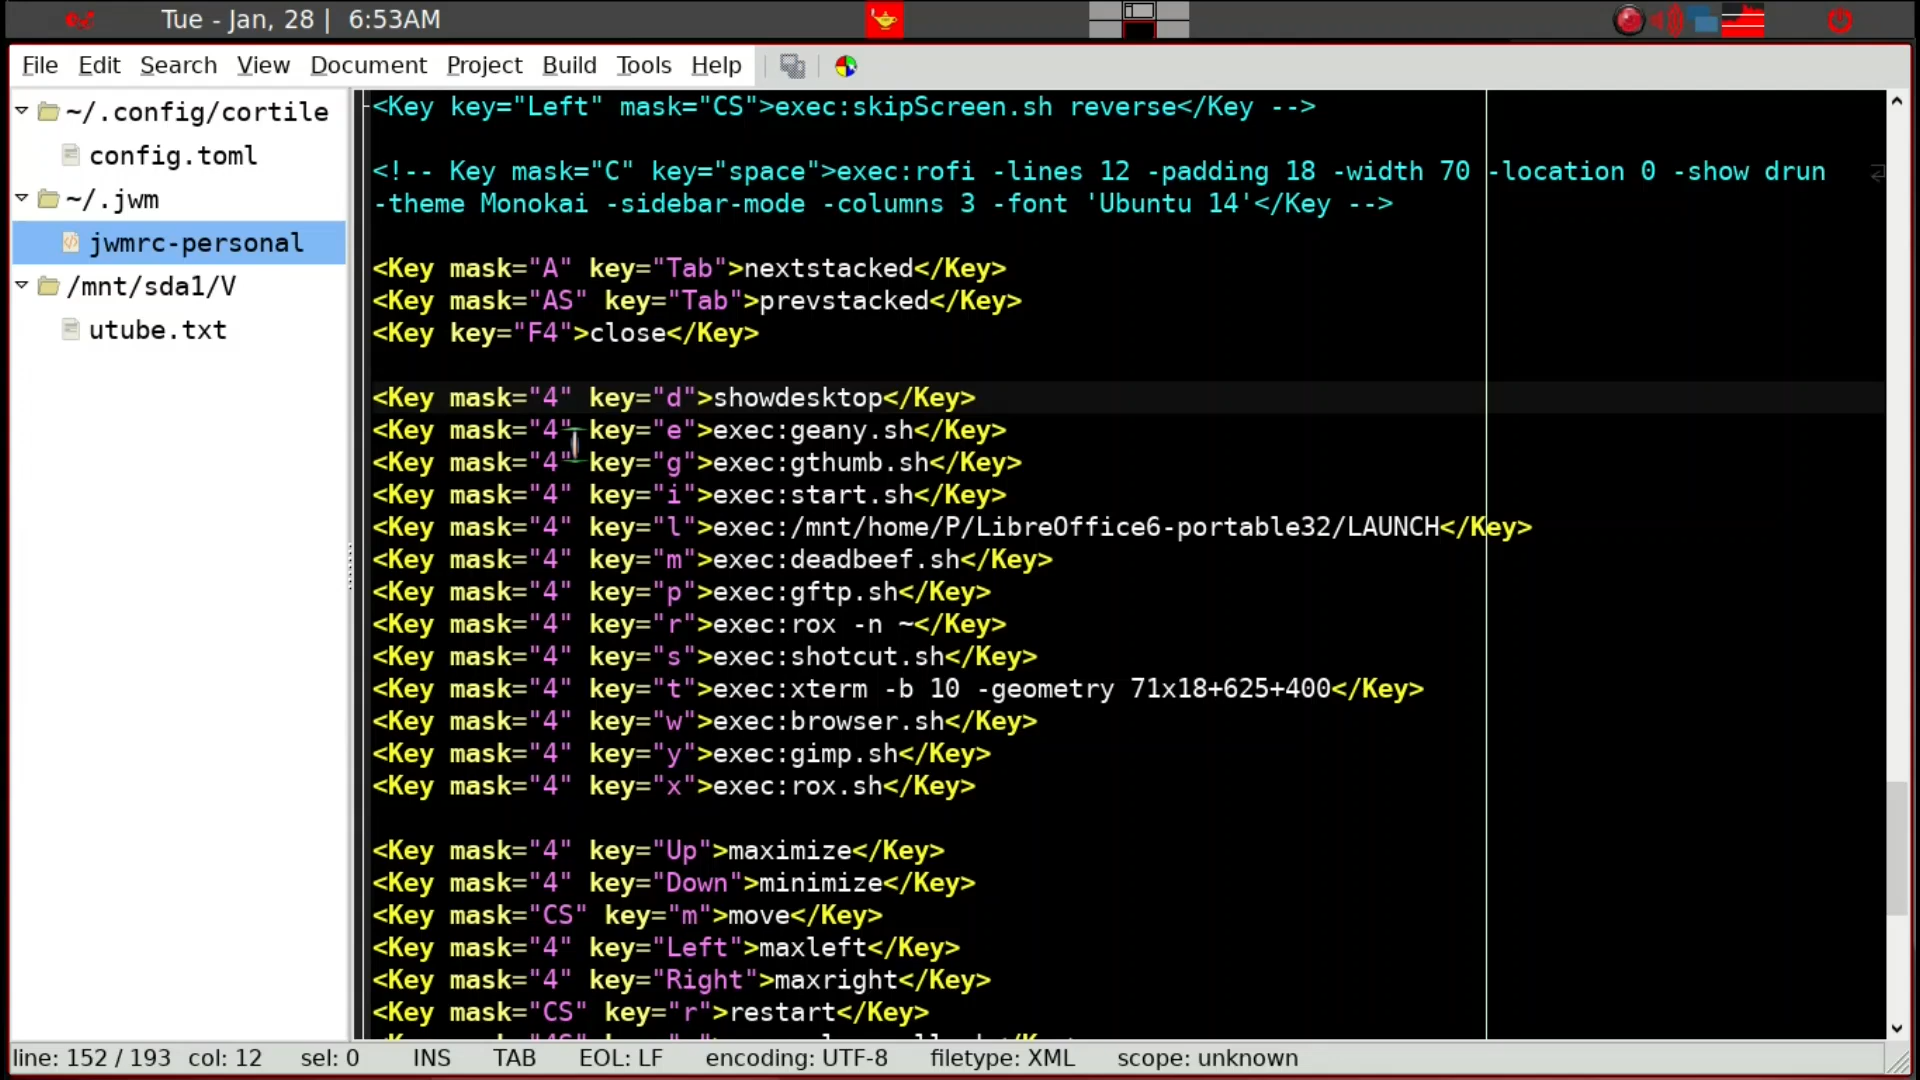 Tue - Jan, 28 | 6:53AM
File Edit Search View Document Project Build Tools Help
~/.config/cortile
config.toml
~/.jwm
jwmrc-personal
/mnt/sda1/V
utube.txt
<Key key="Left" mask="CS">exec:skipScreen.sh reverse</Key -->
<!-- Key mask="C" key="space">exec:rofi -lines 12 -padding 18 -width 70 -location 0 -show drun
-theme Monokai -sidebar-mode -columns 3 -font 'Ubuntu 14'</Key -->
<Key mask="A" key="Tab">nextstacked</Key>
<Key mask="AS" key="Tab">prevstacked</Key>
<Key key="F4">close</Key>
<Key mask="4" key="d">showdesktop</Key>
<Key mask="4" key="e">exec:geany.sh</Key>
<Key mask="4" key="g">exec:gthumb.sh</Key>
<Key mask="4" key="i">exec:start.sh</Key>
<Key mask="4" key="l">exec:/mnt/home/P/LibreOffice6-portable32/LAUNCH</Key>
<Key mask="4" key="m">exec:deadbeef.sh</Key>
<Key mask="4" key="p">exec:gftp.sh</Key>
<Key mask="4" key="r">exec:rox -n ~</Key>
<Key mask="4" key="s">exec:shotcut.sh</Key>
<Key mask="4" key="t">exec:xterm -b 10 -geometry 71x18+625+400</Key>
<Key mask="4" key="w">exec:browser.sh</Key>
<Key mask="4" key="y">exec:gimp.sh</Key>
<Key mask="4" key="x">exec:rox.sh</Key>
<Key mask="4" key="Up">maximize</Key>
<Key mask="4" key="Down">minimize</Key>
<Key mask="CS" key="m">move</Key>
<Key mask="4" key="Left">maxleft</Key>
<Key mask="4" key="Right">maxright</Key>
<Key mask="CS" key="r">restart</Key>
line: 152 / 193 col: 12 sel: 0 INS TAB EOL: LF encoding: UTF-8 filetype: XML scope: unknown